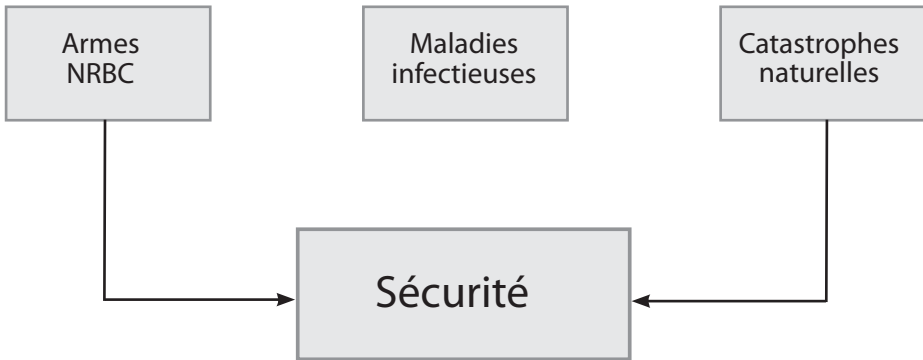 Armes
NRBC
Maladies
infectieuses
Catastrophes
naturelles
Sécurité